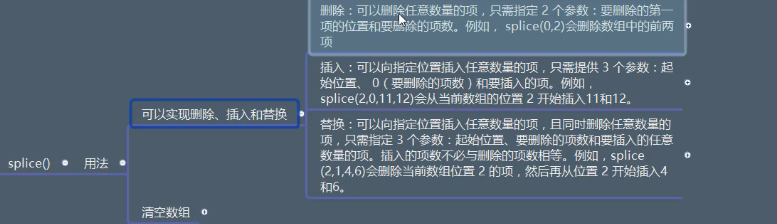 删除：可以删除任意数量的项，只需指定 2 个参数：要删除的第一
项的位置和要删除的项数。例如， splice(0,2)会删除数组中的前两
项
插入：可以向指定位置插入任意数量的项，只需提供 3 个参数：起
始位置、 0（要删除的项数）和要插入的项。例如，
splice(2,0,11,12)会从当前数组的位置 2 开始插入11和12。
可以实现删除、插入和替换
替换：可以向指定位置插入任意数量的项，且同时删除任意数量的
项，只需指定 3 个参数：起始位置、要删除的项数和要插入的任意
数量的项。插入的项数不必与删除的项数相等。例如，splice
(2,1,4,6)会删除当前数组位置 2 的项，然后再从位置 2 开始插入4
和6。
splice()
用法
清空数组